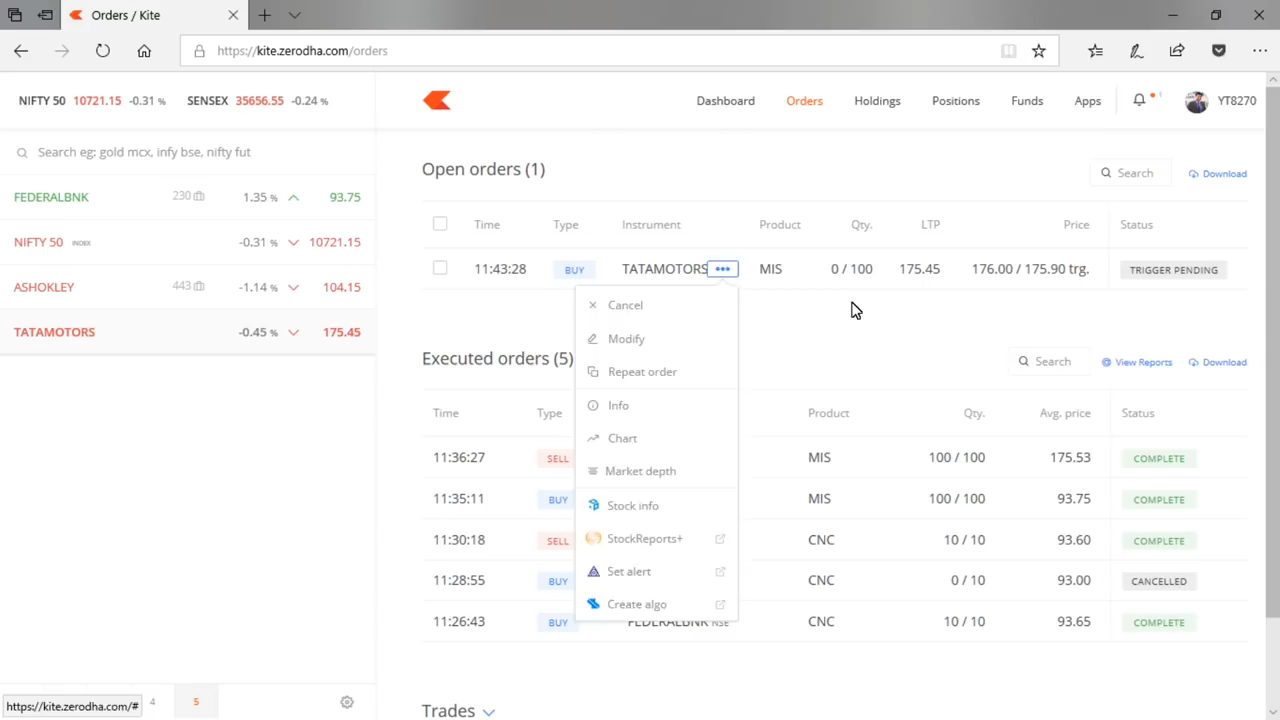 Orders / Kite
https://kite.zerodha.com/orders
NIFTY 50 10721.15 -0.31 % SENSEX 35656.55 -0.24 %
Dashboard Orders Holdings Positions Funds Apps 1 YT8270
Search eg: gold mcx, infy bse, nifty fut
FEDERALBNK 230 1.35 % 93.75
NIFTY 50 INDEX -0.31 % 10721.15
ASHOKLEY 443 -1.14 % 104.15
TATAMOTORS -0.45 % 175.45
Open orders (1) Search Download
Time Type Instrument Product Qty. LTP Price Status
11:43:28 BUY TATAMOTORS MIS 0 / 100 175.45 176.00 / 175.90 trg. TRIGGER PENDING
Cancel
Modify
Repeat order
Info
Chart
Market depth
Stock info
StockReports+
Set alert
Create algo
Executed orders (5) Search View Reports Download
Time Type Product Qty. Avg. price Status
11:36:27 SELL MIS 100 / 100 175.53 COMPLETE
11:35:11 BUY MIS 100 / 100 93.75 COMPLETE
11:30:18 SELL CNC 10 / 10 93.60 COMPLETE
11:28:55 BUY CNC 0 / 10 93.00 CANCELLED
11:26:43 BUY FEDERALBNK NSE CNC 10 / 10 93.65 COMPLETE
Trades
https://kite.zerodha.com/# 4 5